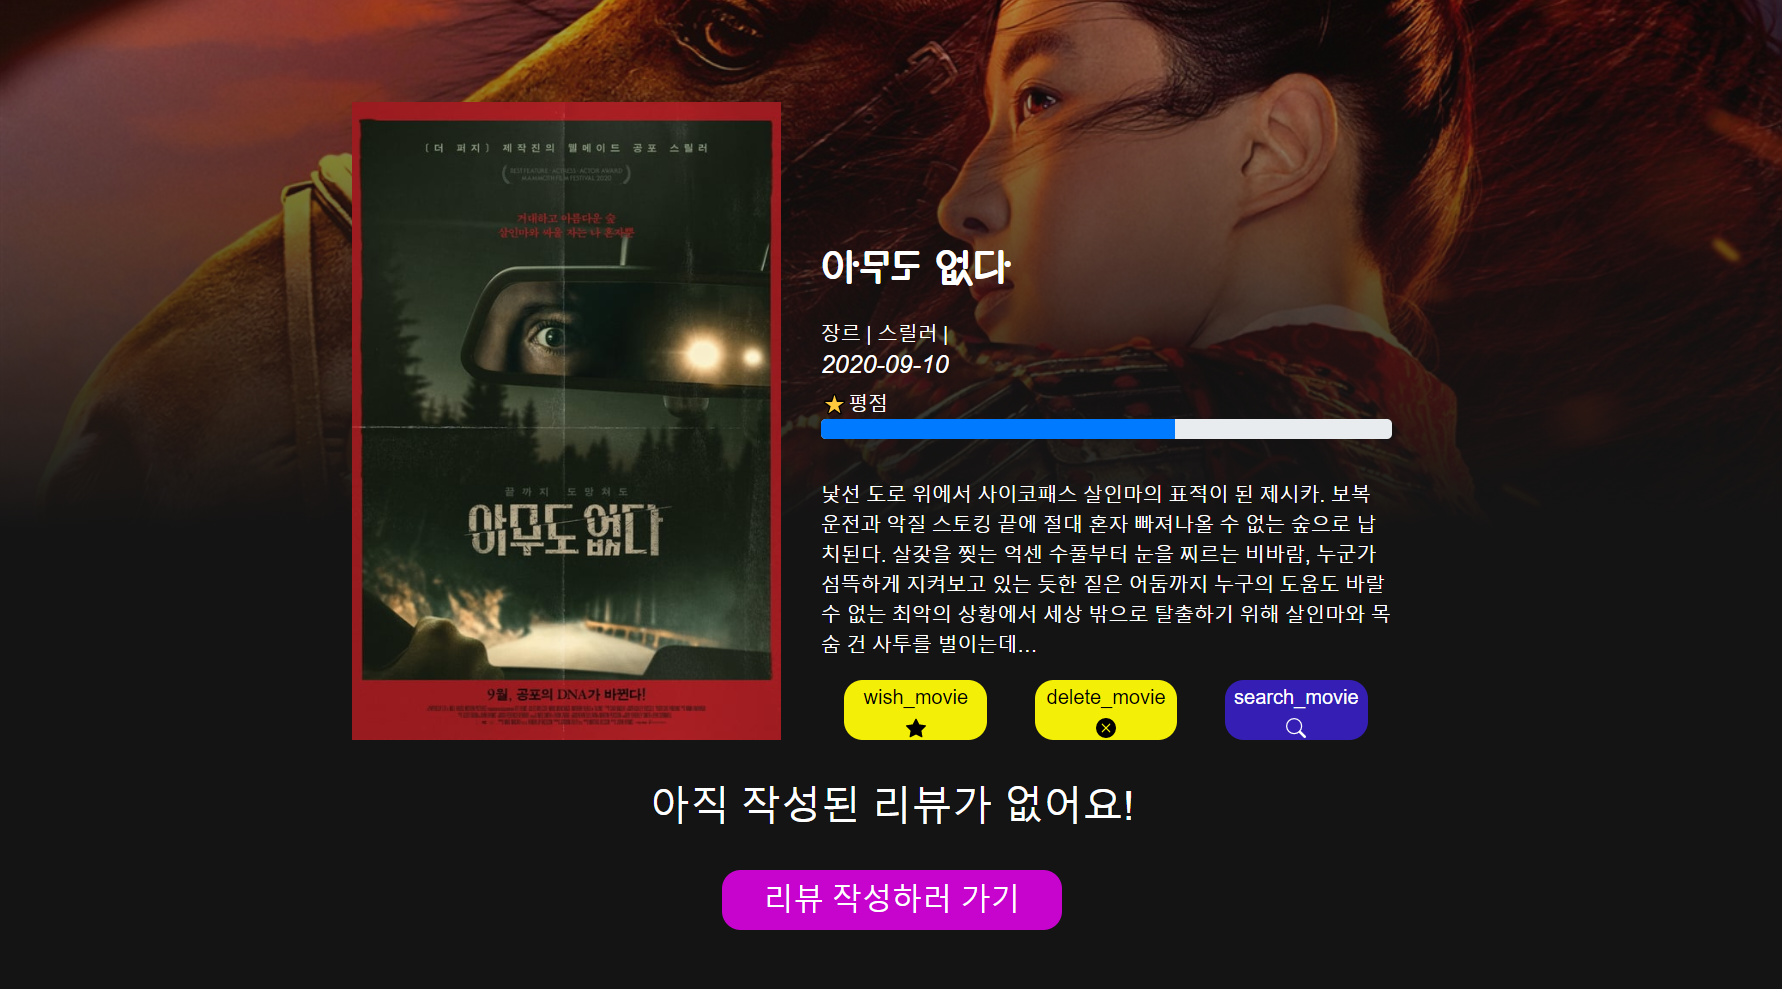 [더 퍼지] 제작진의 웰메이드 공포 스릴러
BEST FEATURE · ACTRESS · ACTOR AWARD
MAMMOTH FILM FESTIVAL 2020
거대하고 아름다운 숲
살인마와 싸울 자는 나 혼자뿐
끝까지 도망쳐도
아무도 없다
9월, 공포의 DNA가 바뀐다!
아무도 없다
장르 | 스릴러 |
2020-09-10
평점
낯선 도로 위에서 사이코패스 살인마의 표적이 된 제시카. 보복
운전과 악질 스토킹 끝에 절대 혼자 빠져나올 수 없는 숲으로 납
치된다. 살갗을 찢는 억센 수풀부터 눈을 찌르는 비바람, 누군가
섬뜩하게 지켜보고 있는 듯한 짙은 어둠까지 누구의 도움도 바랄
수 없는 최악의 상황에서 세상 밖으로 탈출하기 위해 살인마와 목
숨 건 사투를 벌이는데...
wish_movie
delete_movie
search_movie
아직 작성된 리뷰가 없어요!
리뷰 작성하러 가기